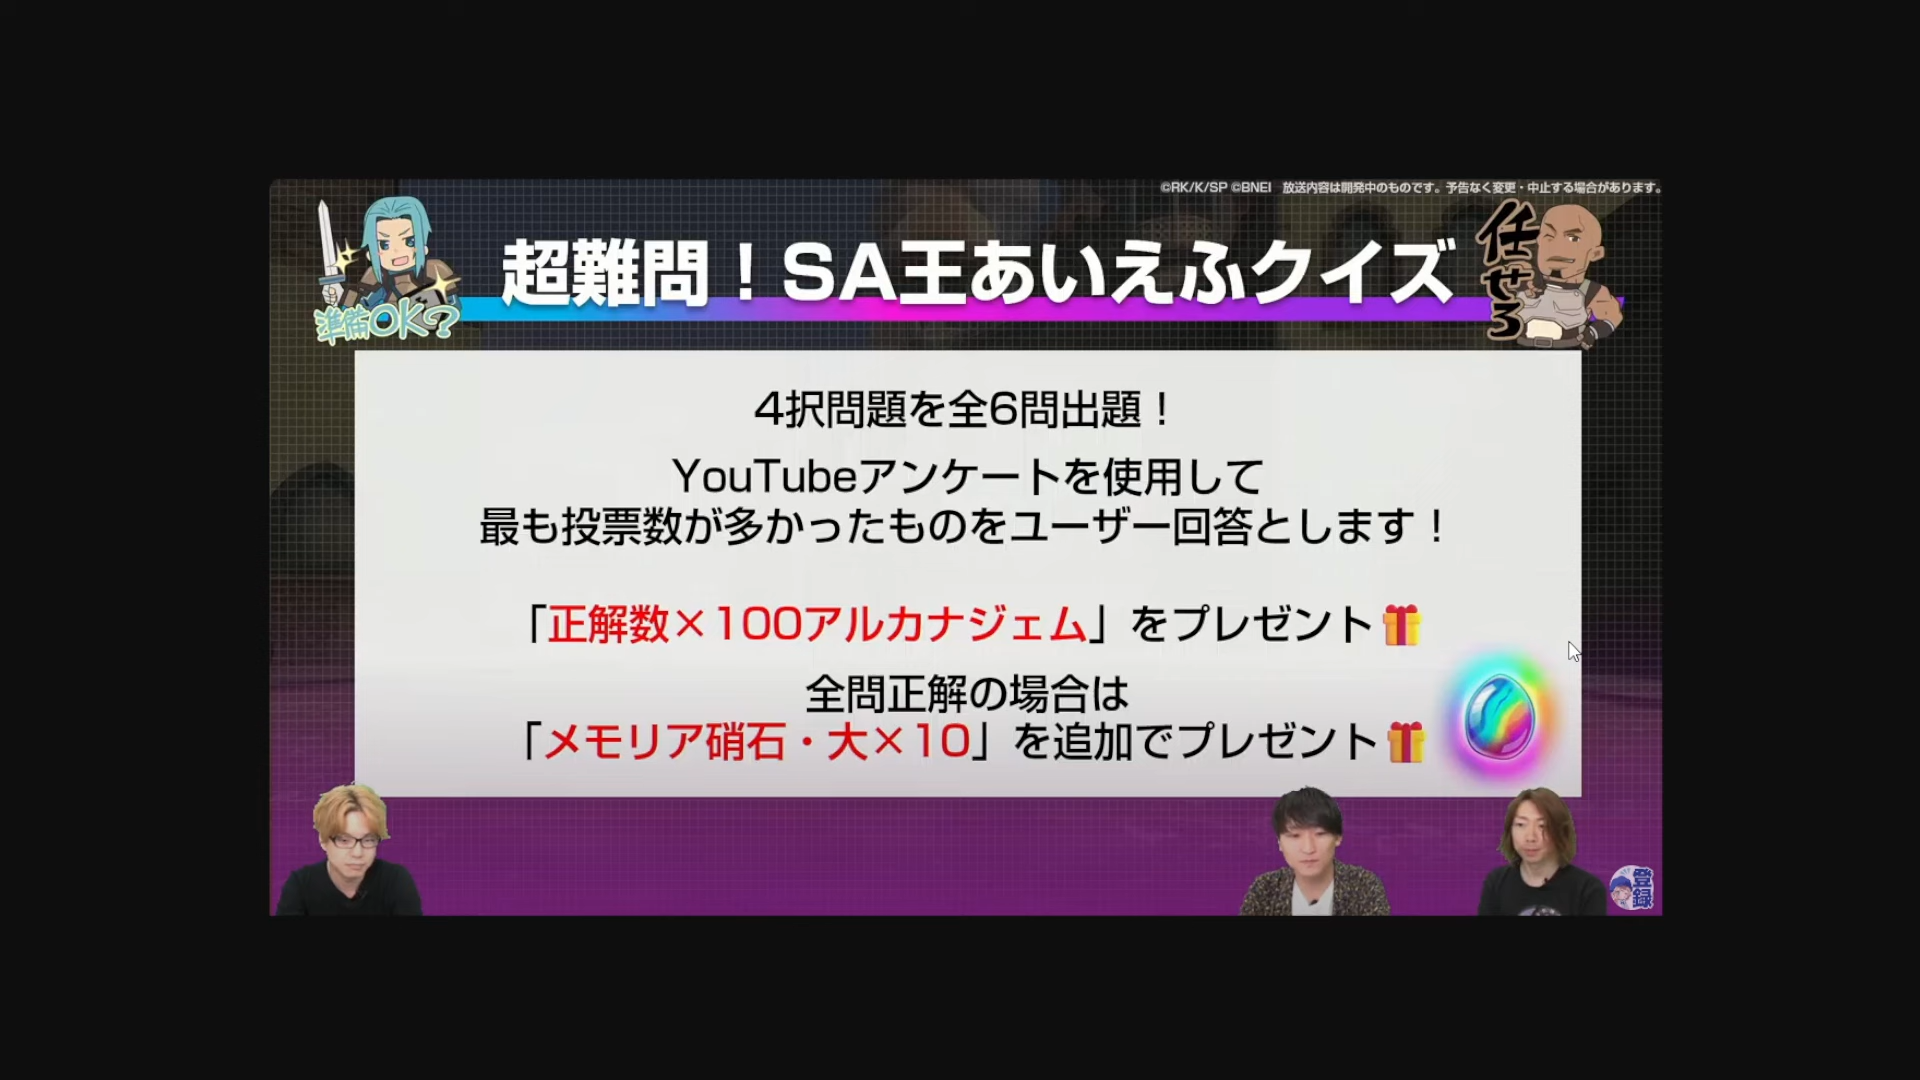 ©RK/K/SP ©BNEI 放送内容は開発中のものです。予告なく変更・中止する場合があります。
準備OK?
超難問！SA王あいえふクイズ
任せろ
4択問題を全6問出題！
YouTubeアンケートを使用して
最も投票数が多かったものをユーザー回答とします！
「正解数×100アルカナジェム」をプレゼント
全問正解の場合は
「メモリア硝石・大×10」を追加でプレゼント
登録